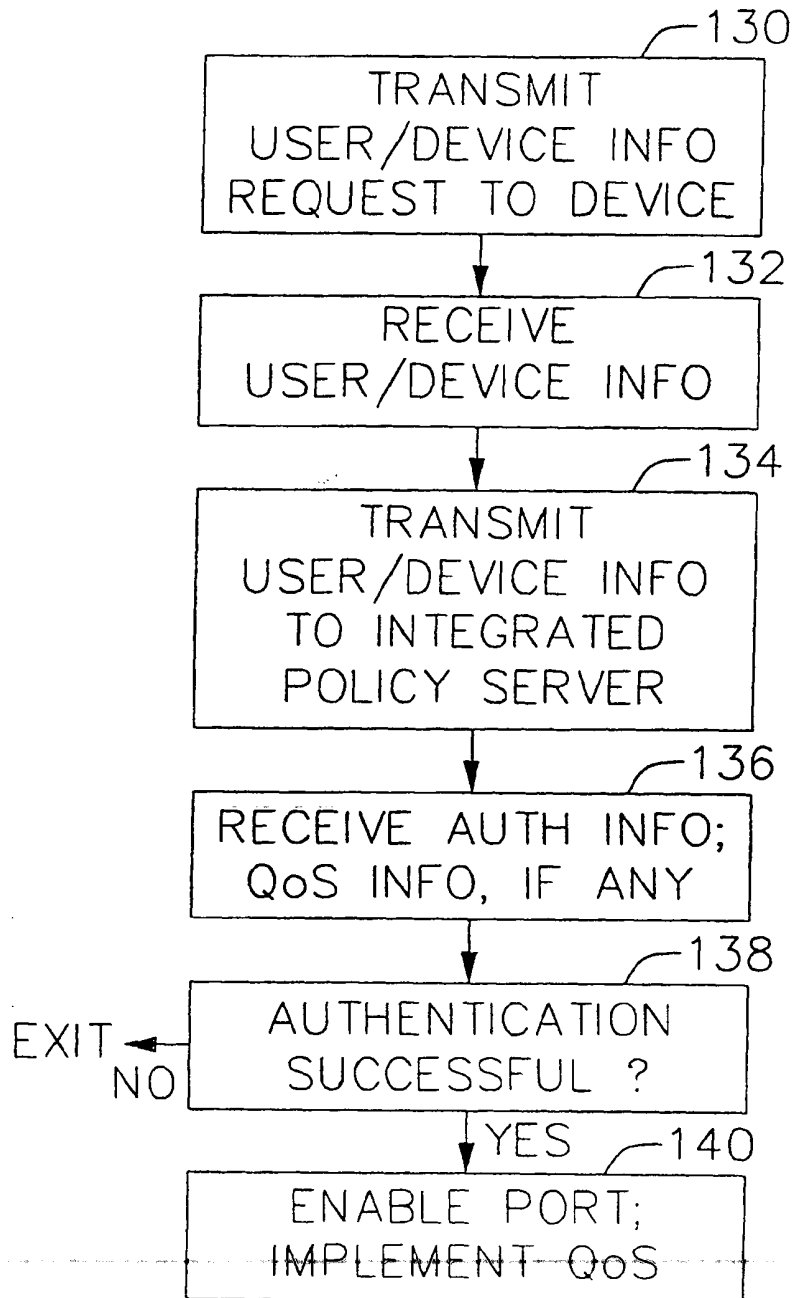 130
TRANSMIT
USER/DEVICE INFO
REQUEST TO DEVICE
132
RECEIVE
USER/DEVICE INFO
134
TRANSMIT
USER/DEVICE INFO
TO INTEGRATED
POLICY SERVER
136
RECEIVE AUTH INFO;
QoS INFO, IF ANY
138
AUTHENTICATION
SUCCESSFUL ?
EXIT
NO
YES
140
ENABLE PORT;
IMPLEMENT QoS